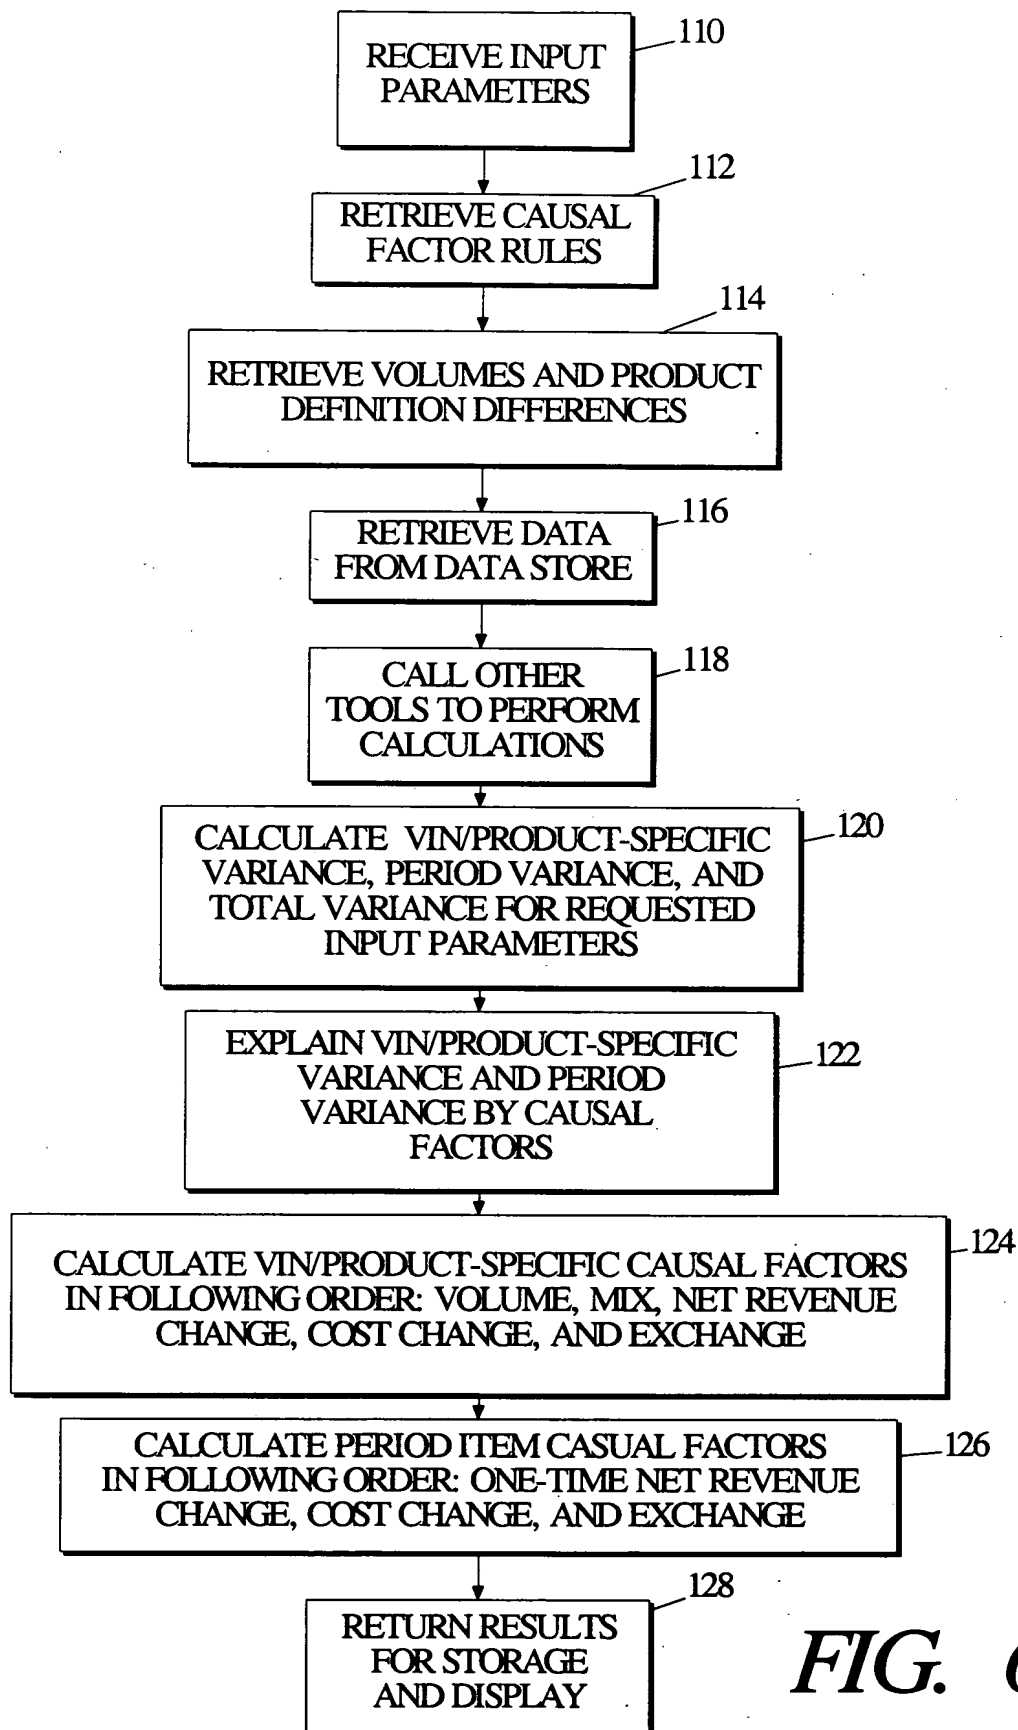 RECEIVE INPUT
PARAMETERS
110
RETRIEVE CAUSAL
FACTOR RULES
112
RETRIEVE VOLUMES AND PRODUCT
DEFINITION DIFFERENCES
114
RETRIEVE DATA
FROM DATA STORE
116
CALL OTHER
TOOLS TO PERFORM
CALCULATIONS
118
CALCULATE VIN/PRODUCT-SPECIFIC
VARIANCE, PERIOD VARIANCE, AND
TOTAL VARIANCE FOR REQUESTED
INPUT PARAMETERS
120
EXPLAIN VIN/PRODUCT-SPECIFIC
VARIANCE AND PERIOD
VARIANCE BY CAUSAL
FACTORS
122
CALCULATE VIN/PRODUCT-SPECIFIC CAUSAL FACTORS
IN FOLLOWING ORDER: VOLUME, MIX, NET REVENUE
CHANGE, COST CHANGE, AND EXCHANGE
124
CALCULATE PERIOD ITEM CASUAL FACTORS
IN FOLLOWING ORDER: ONE-TIME NET REVENUE
CHANGE, COST CHANGE, AND EXCHANGE
126
RETURN RESULTS
FOR STORAGE
AND DISPLAY
128
FIG.